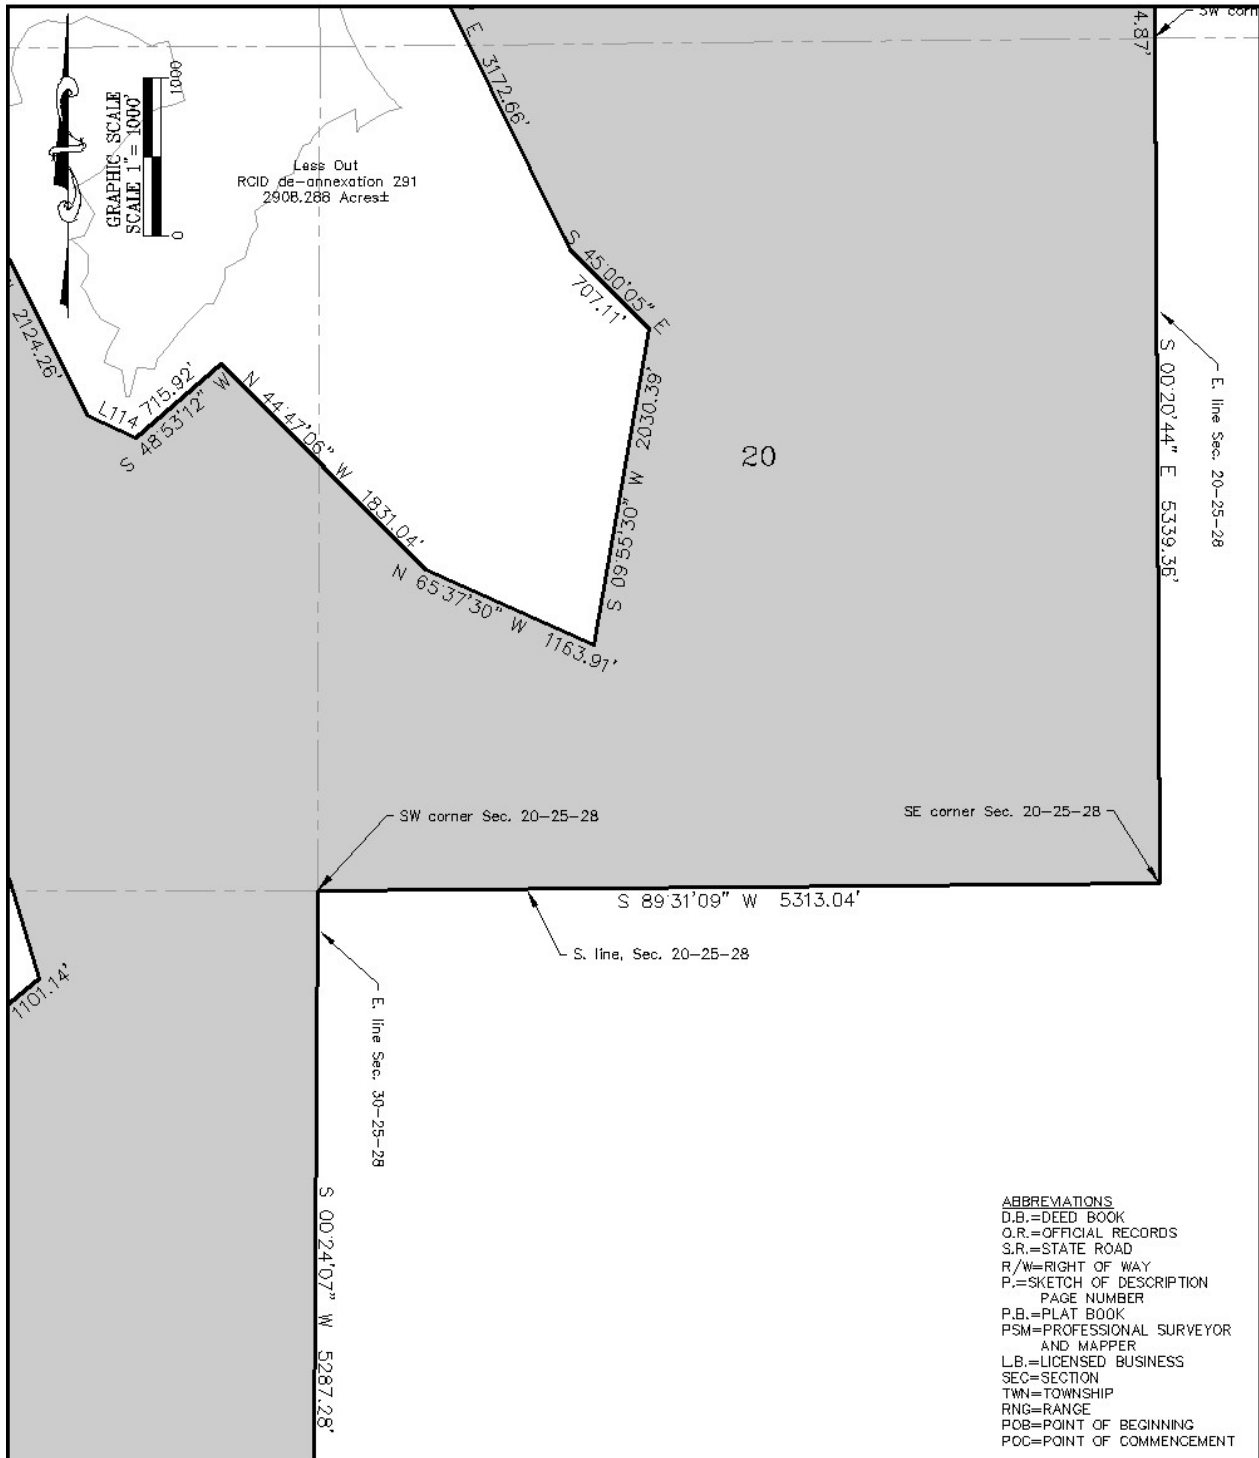 SW corn
4.87'
E 3172.66'
1000
GRAPHIC SCALE
SCALE 1"= 1000'
0
Less Out
RCID de-annexation 291
2908.288 Acres±
S 45°00'05" E
707.11'
2124.26'
L114
715.92'
S 48°53'12" W
N 44°47'06" W 1831.04'
S 09°55'30" W 2030.39'
N 65°37'30" W 1163.91'
20
E. line Sec. 20-25-28
S 00°20'44" E 5339.36'
SW corner Sec. 20-25-28
SE corner Sec. 20-25-28
S 89°31'09" W 5313.04'
S. line, Sec. 20-25-28
1101.14'
E. line Sec. 30-25-28
S 00°24'07" W 5287.28'
ABBREVIATIONS
D.B.=DEED BOOK
O.R.=OFFICIAL RECORDS
S.R.=STATE ROAD
R/W=RIGHT OF WAY
P.=SKETCH OF DESCRIPTION
PAGE NUMBER
P.B.=PLAT BOOK
PSM=PROFESSIONAL SURVEYOR
AND MAPPER
L.B.=LICENSED BUSINESS
SEC=SECTION
TWN=TOWNSHIP
RNG=RANGE
POB=POINT OF BEGINNING
POC=POINT OF COMMENCEMENT